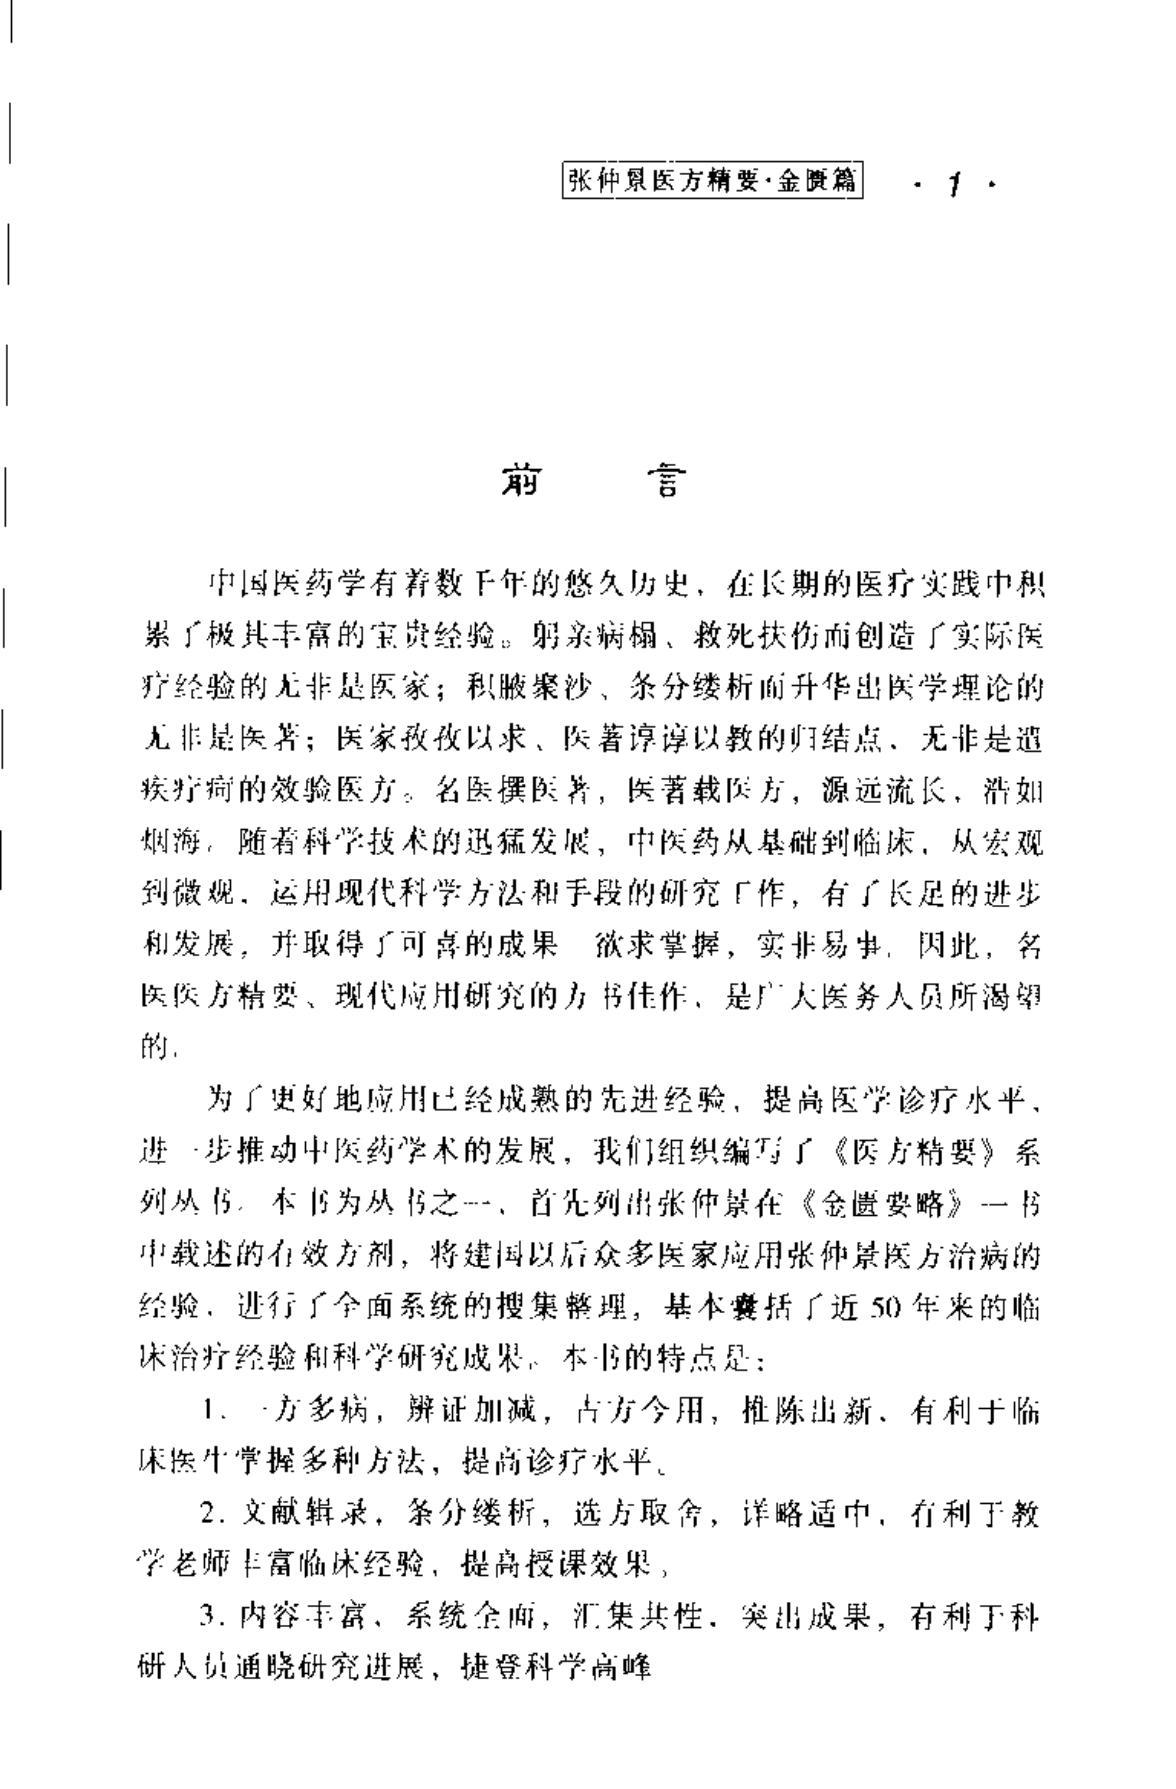 张仲景医方精要·金匮篇 · 1 ·
前 言
中国医药学有着数千年的悠久历史，在长期的医疗实践中积
累了极其丰富的宝贵经验。躬亲病榻、救死扶伤而创造了实际医
疗经验的无非是医家；积腋聚沙、条分缕析而升华出医学理论的
无非是医著；医家孜孜以求、医著谆谆以教的归结点，无非是遣
疾疗疴的效验医方。名医撰医著，医著载医方，源远流长，浩如
烟海。随着科学技术的迅猛发展，中医药从基础到临床，从宏观
到微观，运用现代科学方法和手段的研究工作，有了长足的进步
和发展，并取得了可喜的成果 欲求掌握，实非易事。因此，名
医医方精要、现代应用研究的方书佳作，是广大医务人员所渴望
的。
为了更好地应用已经成熟的先进经验，提高医学诊疗水平，
进一步推动中医药学术的发展，我们组织编写了《医方精要》系
列丛书。本书为丛书之一，首先列出张仲景在《金匮要略》一书
中载述的有效方剂，将建国以后众多医家应用张仲景医方治病的
经验，进行了全面系统的搜集整理，基本囊括了近 50 年来的临
床治疗经验和科学研究成果。本书的特点是：
1. 一方多病，辨证加减，古方今用，推陈出新，有利于临
床医生掌握多种方法，提高诊疗水平。
2. 文献辑录，条分缕析，选方取舍，详略适中，有利于教
学老师丰富临床经验，提高授课效果。
3. 内容丰富，系统全面，汇集共性，突出成果，有利于科
研人员通晓研究进展，捷登科学高峰